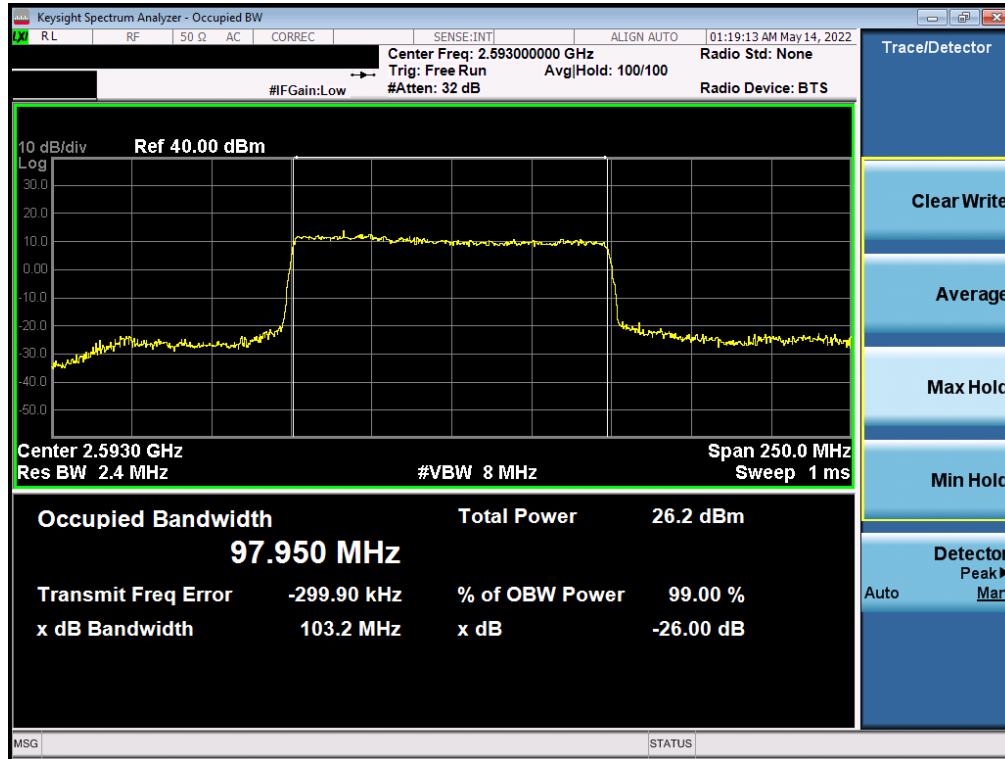 Keysight Spectrum Analyzer - Occupied BW
LXI RL RF 50 Ω AC CORREC SENSE:INT ALIGN AUTO 01:19:13 AM May 14, 2022
Center Freq: 2.593000000 GHz Radio Std: None
Trig: Free Run Avg|Hold: 100/100
#IFGain:Low #Atten: 32 dB Radio Device: BTS
10 dB/div Ref 40.00 dBm
Log
30.0
20.0
10.0
0.00
-10.0
-20.0
-30.0
-40.0
-50.0
Center 2.5930 GHz Span 250.0 MHz
Res BW 2.4 MHz #VBW 8 MHz Sweep 1 ms
Occupied Bandwidth Total Power 26.2 dBm
97.950 MHz
Transmit Freq Error -299.90 kHz % of OBW Power 99.00 %
x dB Bandwidth 103.2 MHz x dB -26.00 dB
MSG STATUS
Trace/Detector
Clear Write
Average
Max Hold
Min Hold
Detector
Peak▶
Auto Man